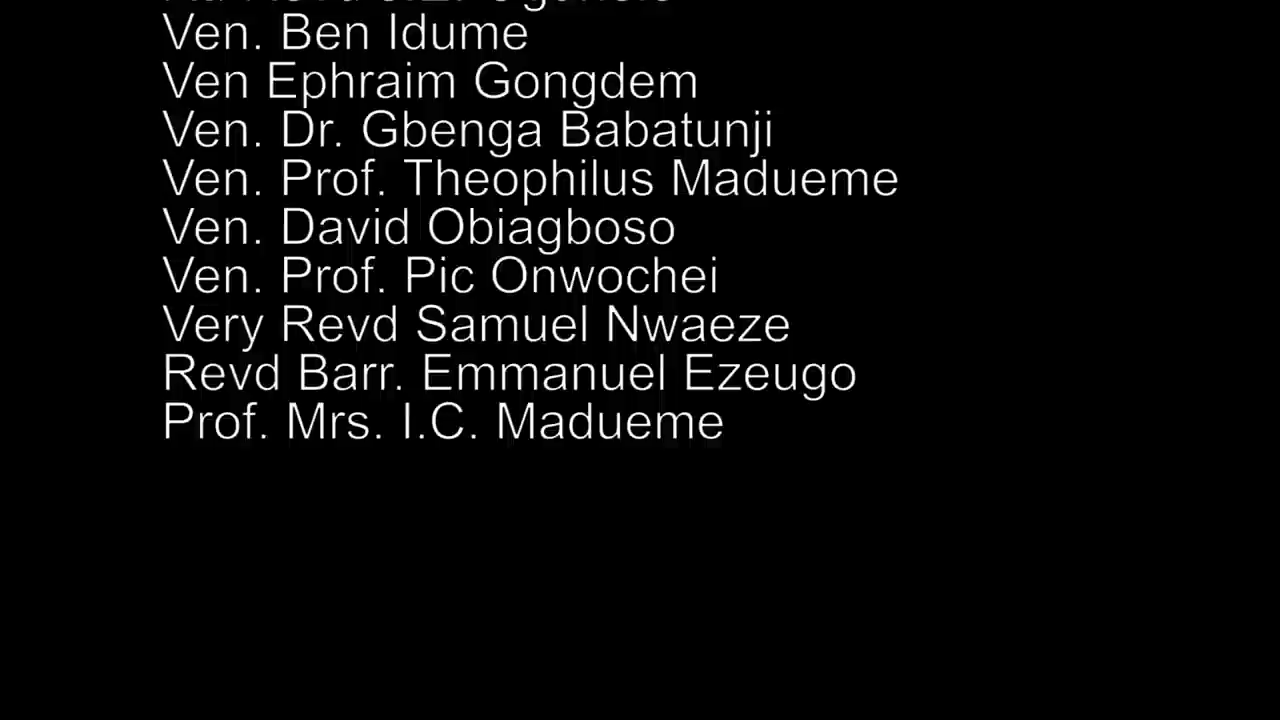 Ven. Ben Idume
Ven Ephraim Gongdem
Ven. Dr. Gbenga Babatunji
Ven. Prof. Theophilus Madueme
Ven. David Obiagboso
Ven. Prof. Pic Onwochei
Very Revd Samuel Nwaeze
Revd Barr. Emmanuel Ezeugo
Prof. Mrs. I.C. Madueme